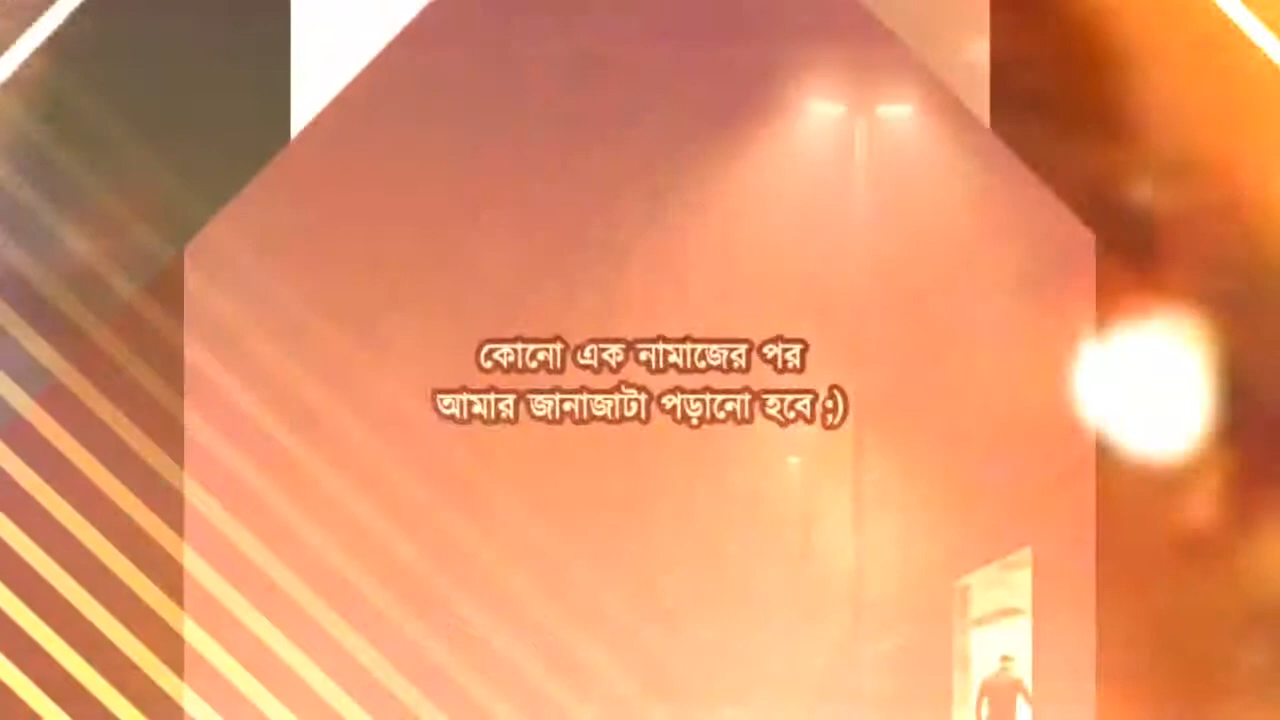 কোনো এক নামাজের পর
আমার জানাজাটা পড়ানো হবে ;)